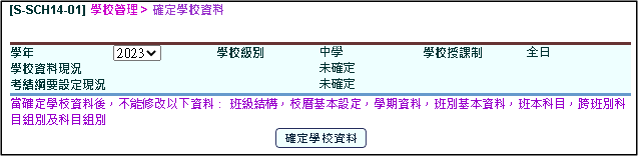 [S-SCH14-01] 學校管理 > 確定學校資料
學年 2023 學校級別 中學 學校授課制 全日
學校資料現況 未確定
考績綱要設定現況 未確定
當確定學校資料後，不能修改以下資料： 班級結構，校曆基本設定，學期資料，班別基本資料，班本科目，跨班別科
目組別及科目組別
確定學校資料